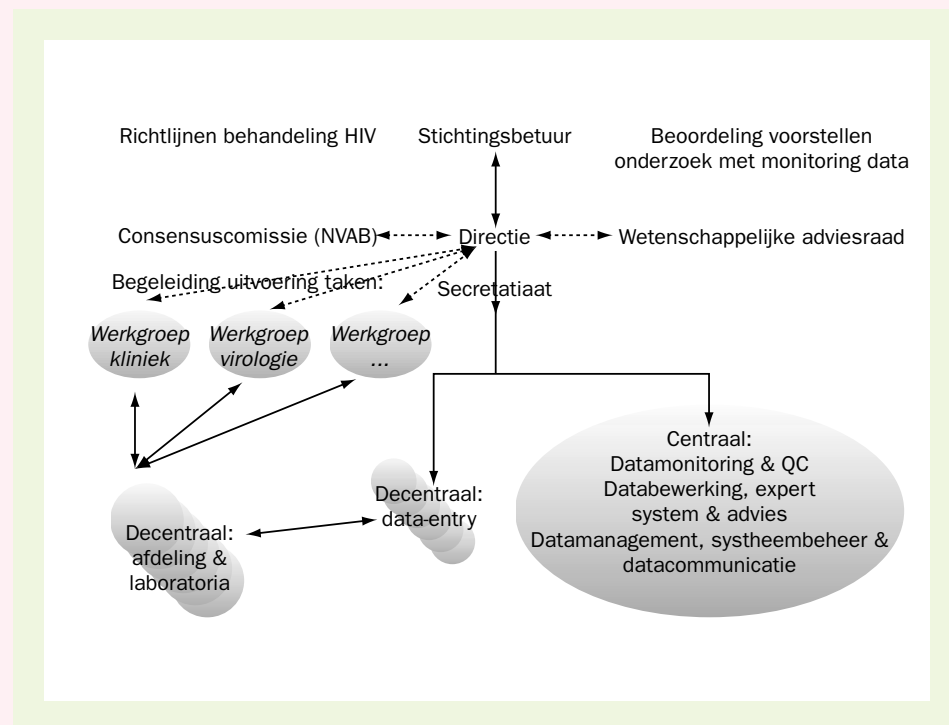 Richtlijnen behandeling HIV
Stichtingsbetuur
Beoordeling voorstellen
onderzoek met monitoring data
Consensuscomissie (NVAB)
Directie
Wetenschappelijke adviesraad
Begeleiding uitvoering taken:
Secretatiaat
Werkgroep
kliniek
Werkgroep
virologie
Werkgroep
...
Centraal:
Datamonitoring & QC
Databewerking, expert
system & advies
Datamanagement, systheembeheer &
datacommunicatie
Decentraal:
data-entry
Decentraal:
afdeling &
laboratoria